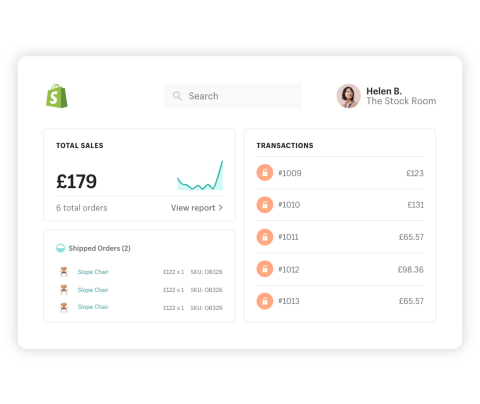 S
Search
Helen B.
The Stock Room
TOTAL SALES
£179
6 total orders
View report
Shipped Orders (2)
Slope Chair £122 x 1 SKU: OB326
Slope Chair £122 x 1 SKU: OB326
Slope Chair £122 x 1 SKU: OB326
TRANSACTIONS
#1009 £123
#1010 £131
#1011 £65.57
#1012 £98.36
#1013 £65.57